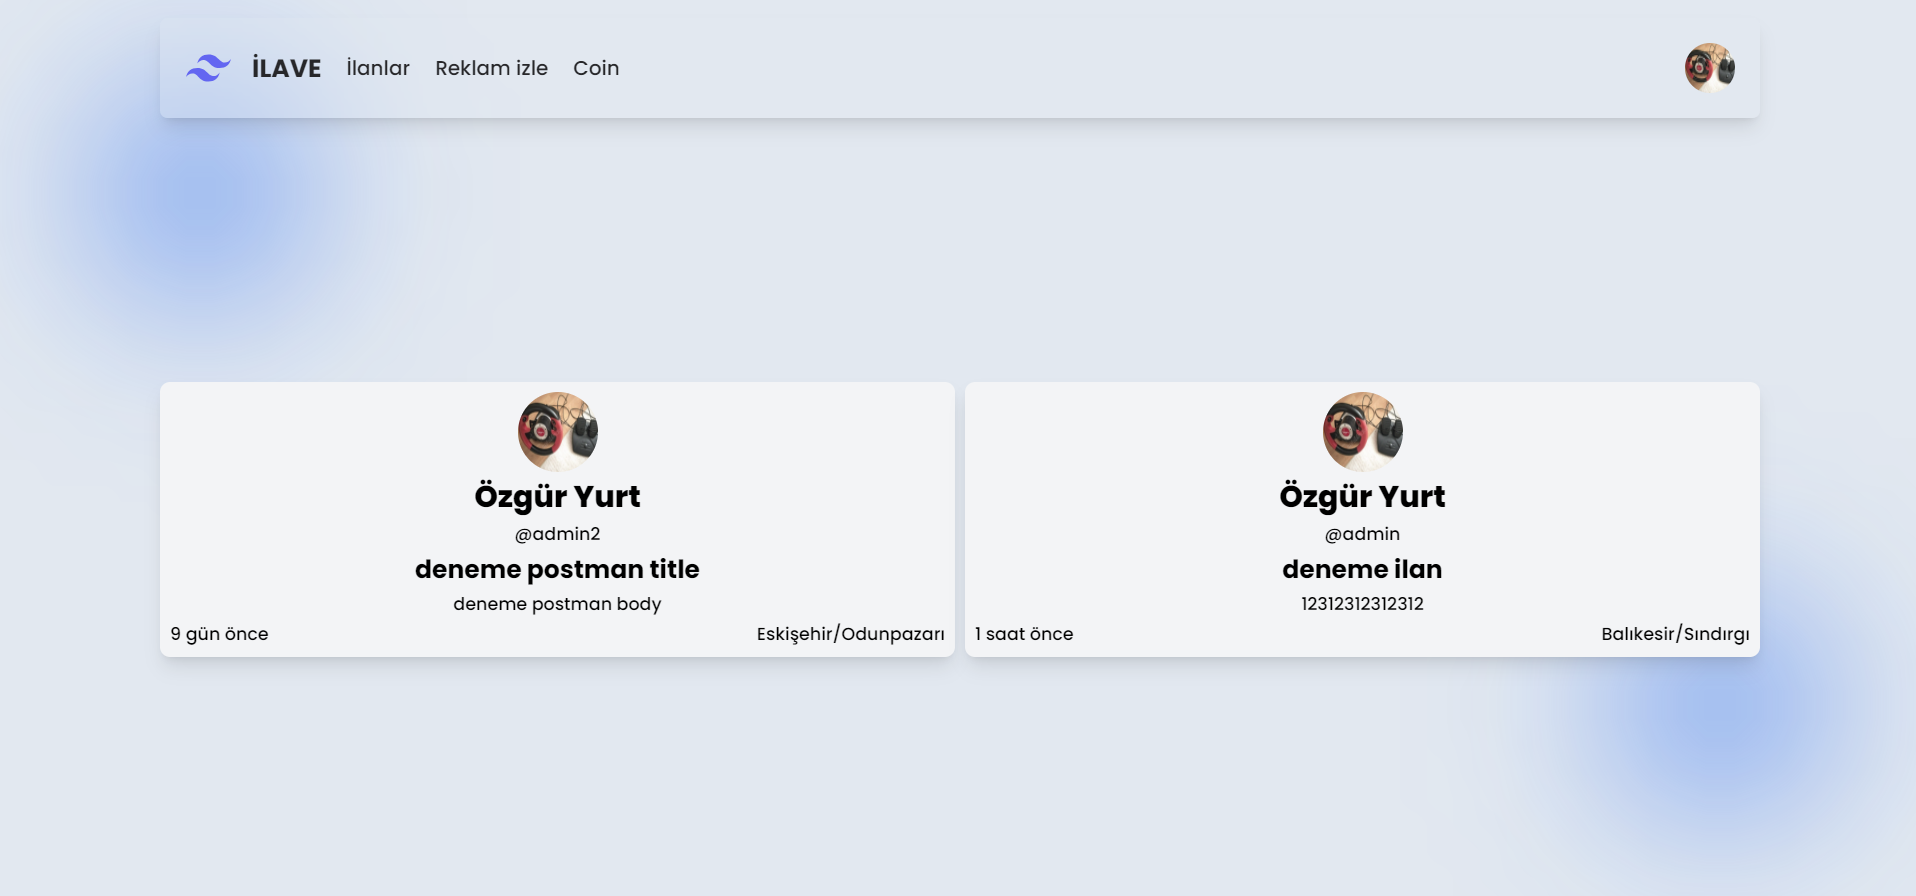 İLAVE İlanlar Reklam izle Coin
Özgür Yurt
@admin2
deneme postman title
deneme postman body
9 gün önce Eskişehir/Odunpazarı
Özgür Yurt
@admin
deneme ilan
12312312312312
1 saat önce Balıkesir/Sındırgı